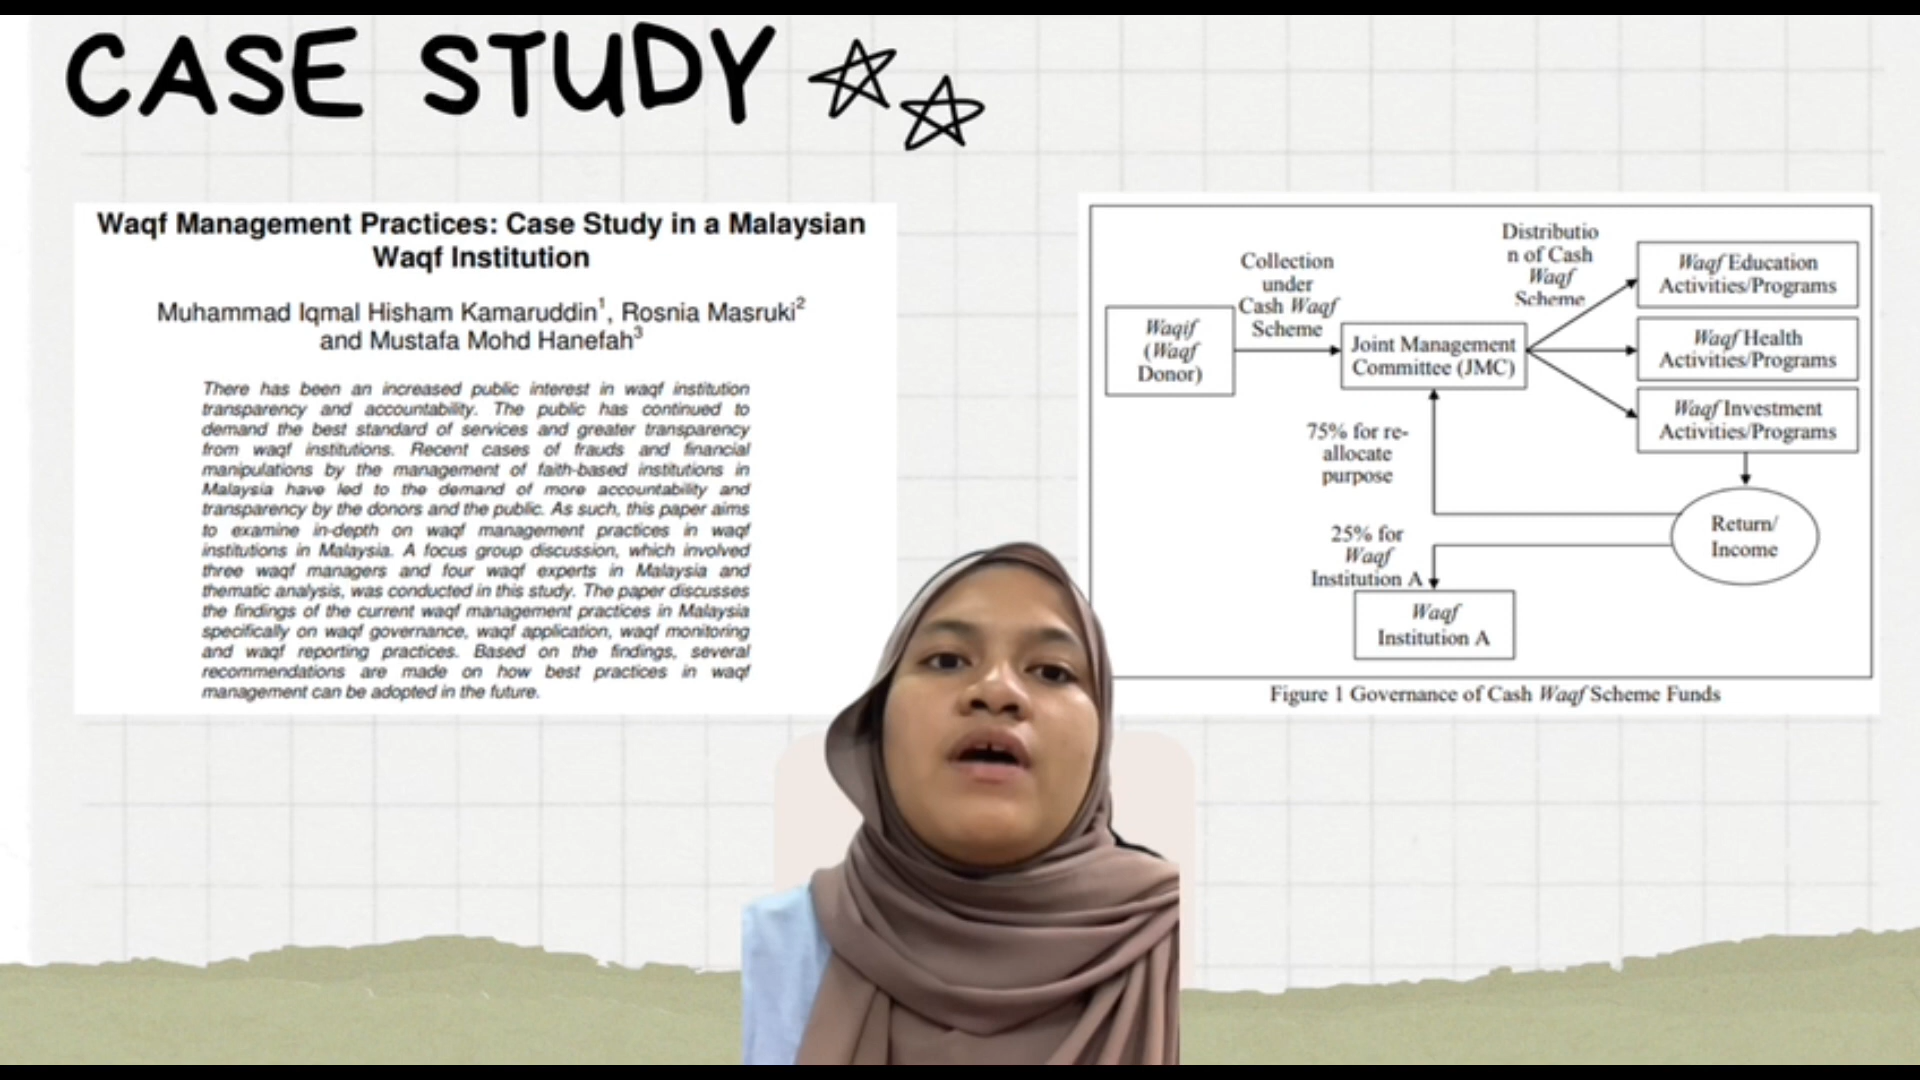 CASE STUDY
Waqf Management Practices: Case Study in a Malaysian
Waqf Institution
Muhammad Iqmal Hisham Kamaruddin1, Rosnia Masruki2
and Mustafa Mohd Hanefah3
There has been an increased public interest in waqf institution
transparency and accountability. The public has continued to
demand the best standard of services and greater transparency
from waqf institutions. Recent cases of frauds and financial
manipulations by the management of faith-based institutions in
Malaysia have led to the demand of more accountability and
transparency by the donors and the public. As such, this paper aims
to examine in-depth on waqf management practices in waqf
institutions in Malaysia. A focus group discussion, which involved
three waqf managers and four waqf experts in Malaysia and
thematic analysis, was conducted in this study. The paper discusses
the findings of the current waqf management practices in Malaysia
specifically on waqf governance, waqf application, waqf monitoring
and waqf reporting practices. Based on the findings, several
recommendations are made on how best practices in waqf
management can be adopted in the future.
Waqif
(Waqf
Donor)
Collection
under
Cash Waqf
Scheme
Joint Management
Committee (JMC)
Distributio
n of Cash
Waqf
Scheme
Waqf Education
Activities/Programs
Waqf Health
Activities/Programs
Waqf Investment
Activities/Programs
75% for re-
allocate
purpose
Return/
Income
25% for
Waqf
Institution A
Waqf
Institution A
Figure 1 Governance of Cash Waqf Scheme Funds